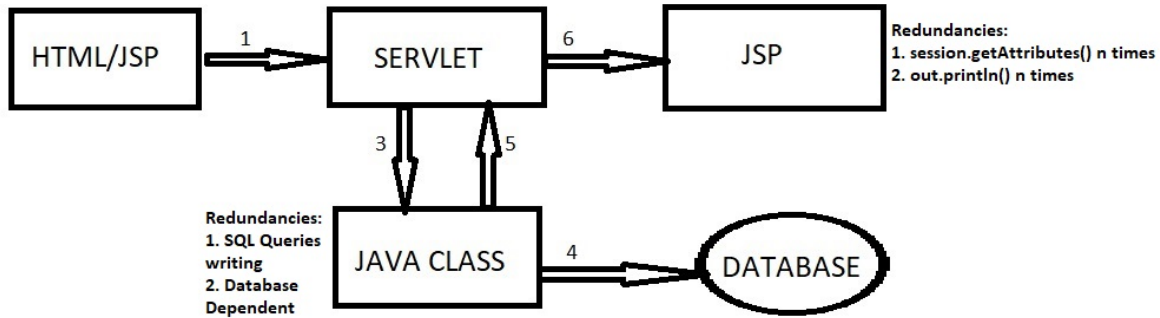 HTML/JSP
1
SERVLET
6
JSP
Redundancies:
1. session.getAttributes() n times
2. out.println() n times
3
5
Redundancies:
1. SQL Queries
writing
2. Database
Dependent
JAVA CLASS
4
DATABASE